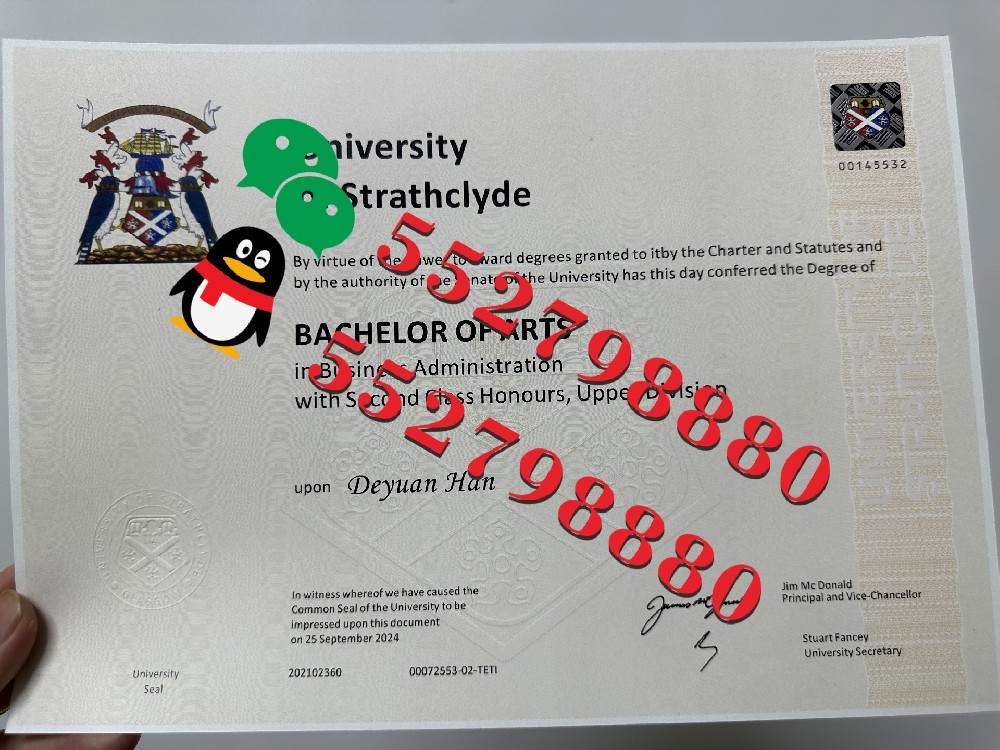 University
Strathclyde
00145532
By virtue of the power to award degrees granted to itby the Charter and Statutes and
by the authority of the Senate of the University has this day conferred the Degree of
BACHELOR OF ARTS
in Business Administration
with Second Class Honours, Upper Division
55279880
55279880
upon Deyuan Han
In witness whereof we have caused the
Common Seal of the University to be
impressed upon this document
on 25 September 2024
Jim Mc Donald
Principal and Vice-Chancellor
Stuart Fancey
University Secretary
202102360
00072553-02-TETI
University
Seal